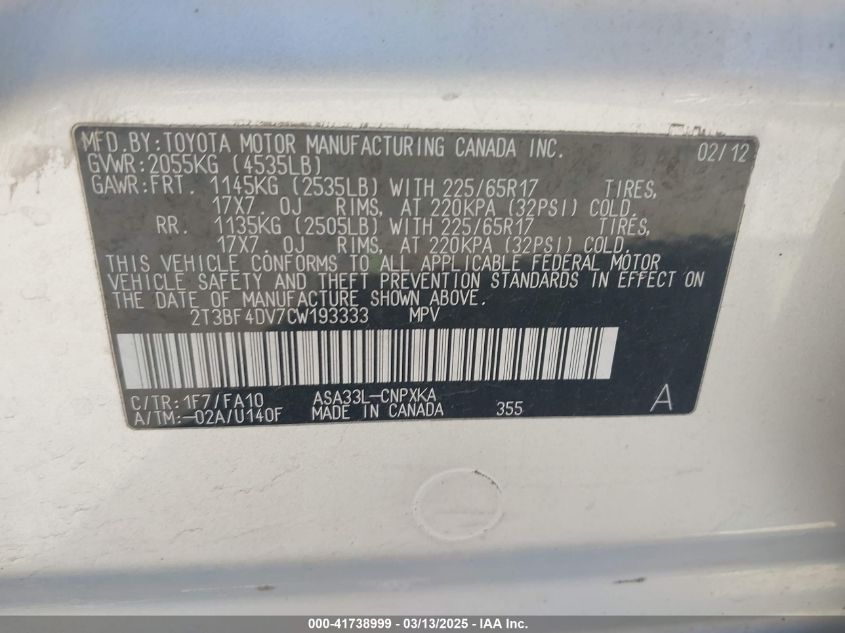 MFD.BY:TOYOTA MOTOR MANUFACTURING CANADA INC. 02/12
GVWR:2055KG (4535LB)
GAWR:FRT. 1145KG (2535LB) WITH 225/65R17 TIRES,
17X7. OJ RIMS, AT 220KPA (32PSI) COLD.
RR. 1135KG (2505LB) WITH 225/65R17 TIRES,
17X7. OJ RIMS, AT 220KPA (32PSI) COLD.
THIS VEHICLE CONFORMS TO ALL APPLICABLE FEDERAL MOTOR
VEHICLE SAFETY AND THEFT PREVENTION STANDARDS IN EFFECT ON
THE DATE OF MANUFACTURE SHOWN ABOVE.
2T3BF4DV7CW193333 MPV
C/TR:1F7/FA10 ASA33L-CNPXKA
A/TM:-02A/U140F MADE IN CANADA 355 A
000-41738999 — 03/13/2025 — IAA Inc.